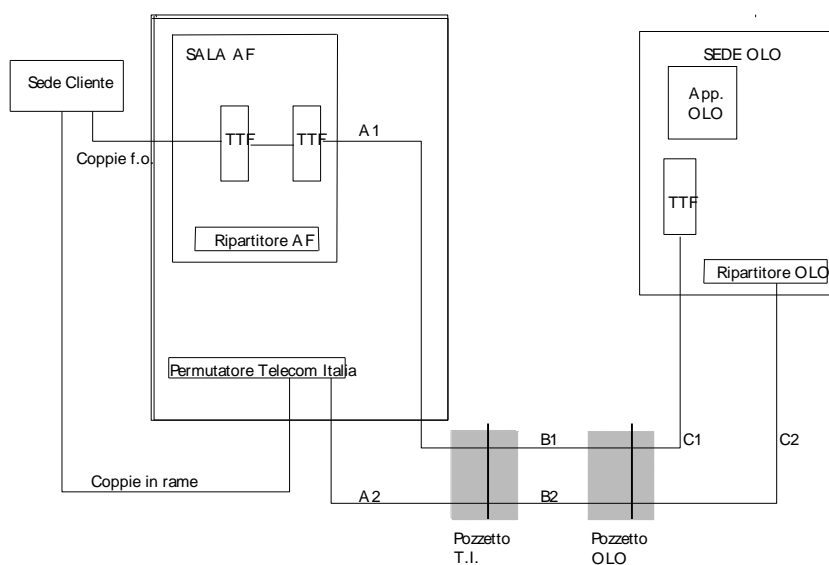 SALA AF
SEDE OLO
Sede Cliente
App.
OLO
TTF
TTF
A1
Coppie f.o.
TTF
Ripartitore AF
Ripartitore OLO
Permutatore Telecom Italia
B1
C1
C2
Coppie in rame
A2
B2
Pozzetto
T.I.
Pozzetto
OLO